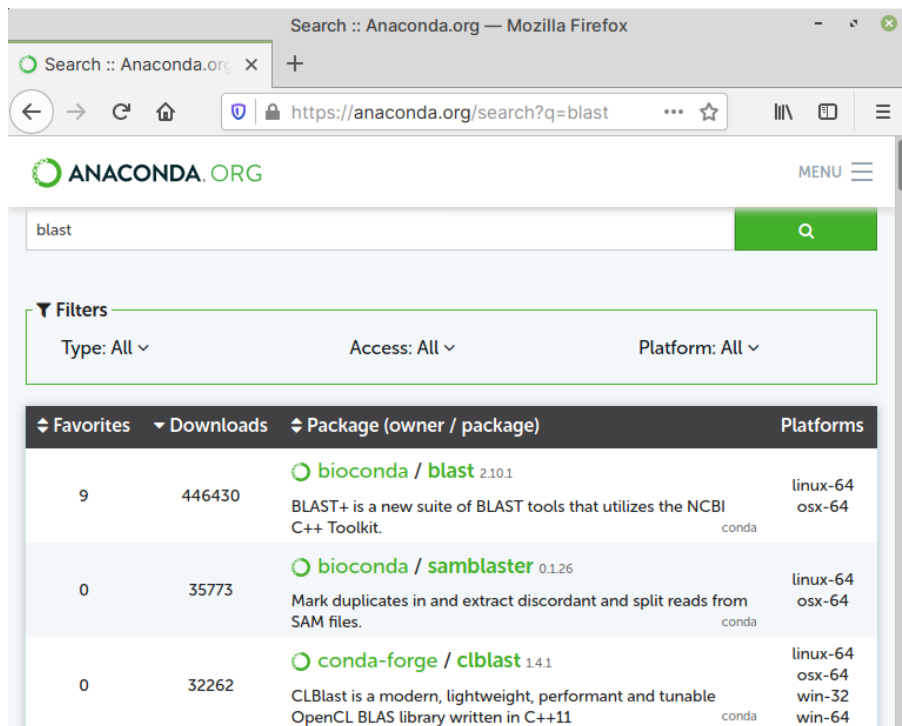 Search :: Anaconda.org — Mozilla Firefox
Search :: Anaconda.org
https://anaconda.org/search?q=blast
ANACONDA.ORG
MENU
blast
Filters
Type: All
Access: All
Platform: All
Favorites Downloads Package (owner / package) Platforms
bioconda / blast 2.10.1
9 446430 linux-64
BLAST+ is a new suite of BLAST tools that utilizes the NCBI osx-64
C++ Toolkit. conda
bioconda / samblaster 0.1.26
0 35773 linux-64
Mark duplicates in and extract discordant and split reads from osx-64
SAM files. conda
conda-forge / clblast 1.4.1 linux-64
0 32262 osx-64
CLBlast is a modern, lightweight, performant and tunable win-32
OpenCL BLAS library written in C++11 conda win-64